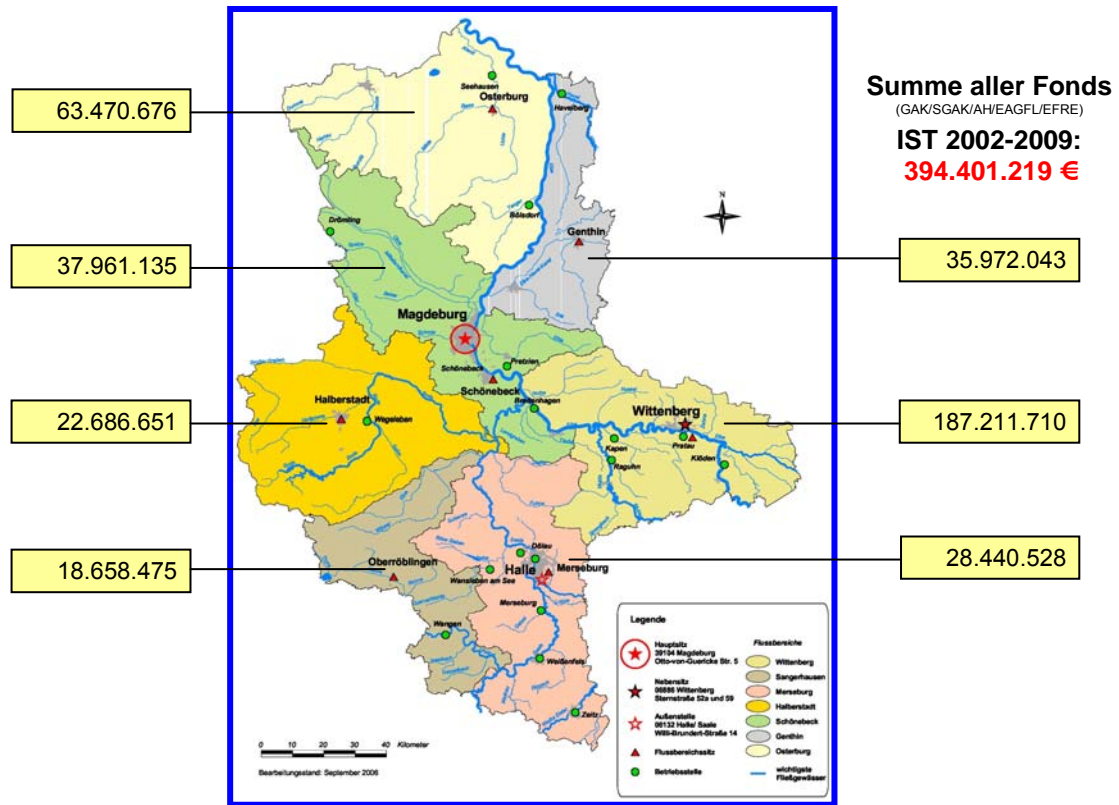 Summe aller Fonds
(GAK/SGAK/AH/EAGFL/EFRE)
IST 2002-2009:
394.401.219 €
63.470.676
37.961.135
22.686.651
18.658.475
35.972.043
187.211.710
28.440.528
Seehausen
Osterburg
Havelberg
Bölsdorf
Genthin
Drömling
N
Magdeburg
Pretzien
Schönebeck
Schönebeck
Halberstadt
Wegeleben
Breitenhagen
Wittenberg
Pratau
Kapen
Klöden
Raguhn
Dölau
Oberröblingen
Halle
Merseburg
Wansleben am See
Merseburg
Wangen
Weißenfels
Zeitz
Legende
Hauptsitz
39104 Magdeburg
Otto-von-Guericke Str. 5
Nebensitz
06886 Wittenberg
Sternstraße 52a und 59
Außenstelle
06132 Halle/ Saale
Willi-Brundert-Straße 14
Flussbereichssitz
Betriebsstelle
Flussbereiche
Wittenberg
Sangerhausen
Merseburg
Halberstadt
Schönebeck
Genthin
Osterburg
wichtigste
Fließgewässer
0 10 20 30 40 Kilometer
Bearbeitungsstand: September 2006